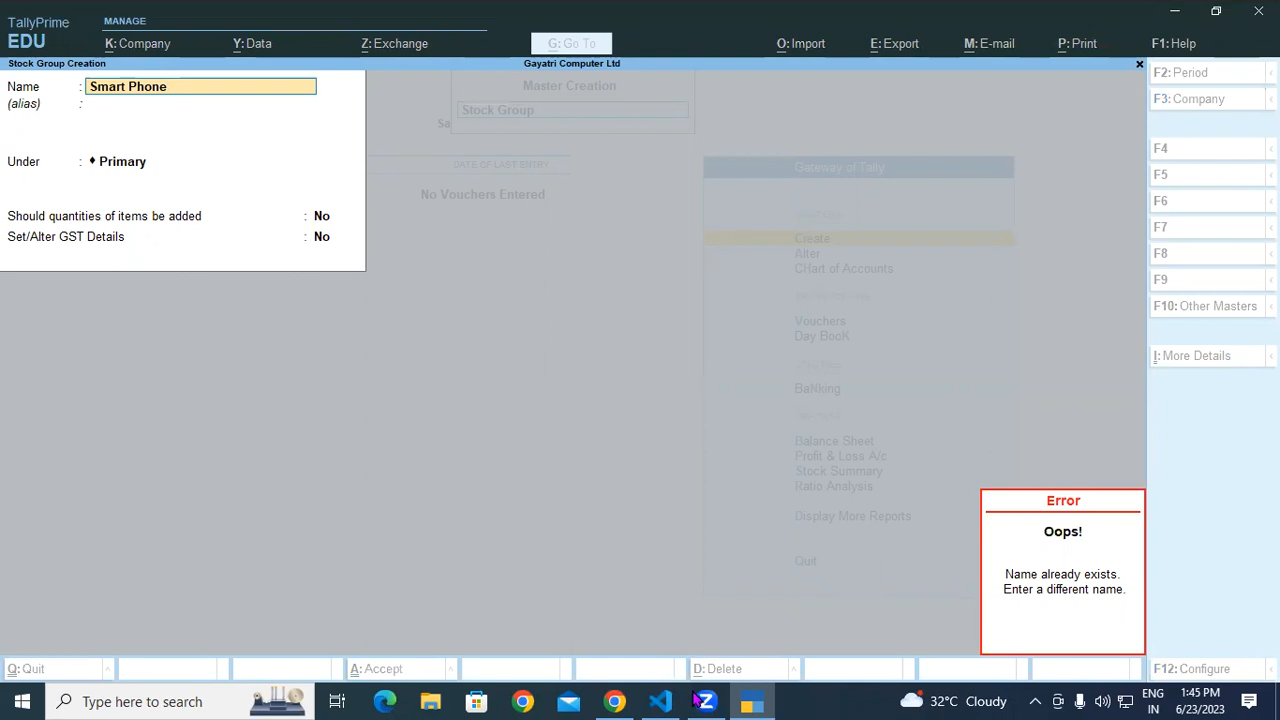 TallyPrime
EDU
MANAGE
K: Company
Y: Data
Z: Exchange
G: Go To
O: Import
E: Export
M: E-mail
P: Print
F1: Help
Stock Group Creation
Gayatri Computer Ltd
Name : Smart Phone
(alias) :
Under : ♦ Primary
Should quantities of items be added : No
Set/Alter GST Details : No
Master Creation
Stock Group
Sa
DATE OF LAST ENTRY
No Vouchers Entered
Gateway of Tally
Create
Alter
CHart of Accounts
Vouchers
Day BooK
BaNking
Balance Sheet
Profit & Loss A/c
Stock Summary
Ratio Analysis
Display More Reports
Quit
F2: Period
F3: Company
F4
F5
F6
F7
F8
F9
F10: Other Masters
I: More Details
Error
Oops!
Name already exists.
Enter a different name.
Q: Quit
A: Accept
D: Delete
F12: Configure
Type here to search
32°C Cloudy
ENG
IN
1:45 PM
6/23/2023